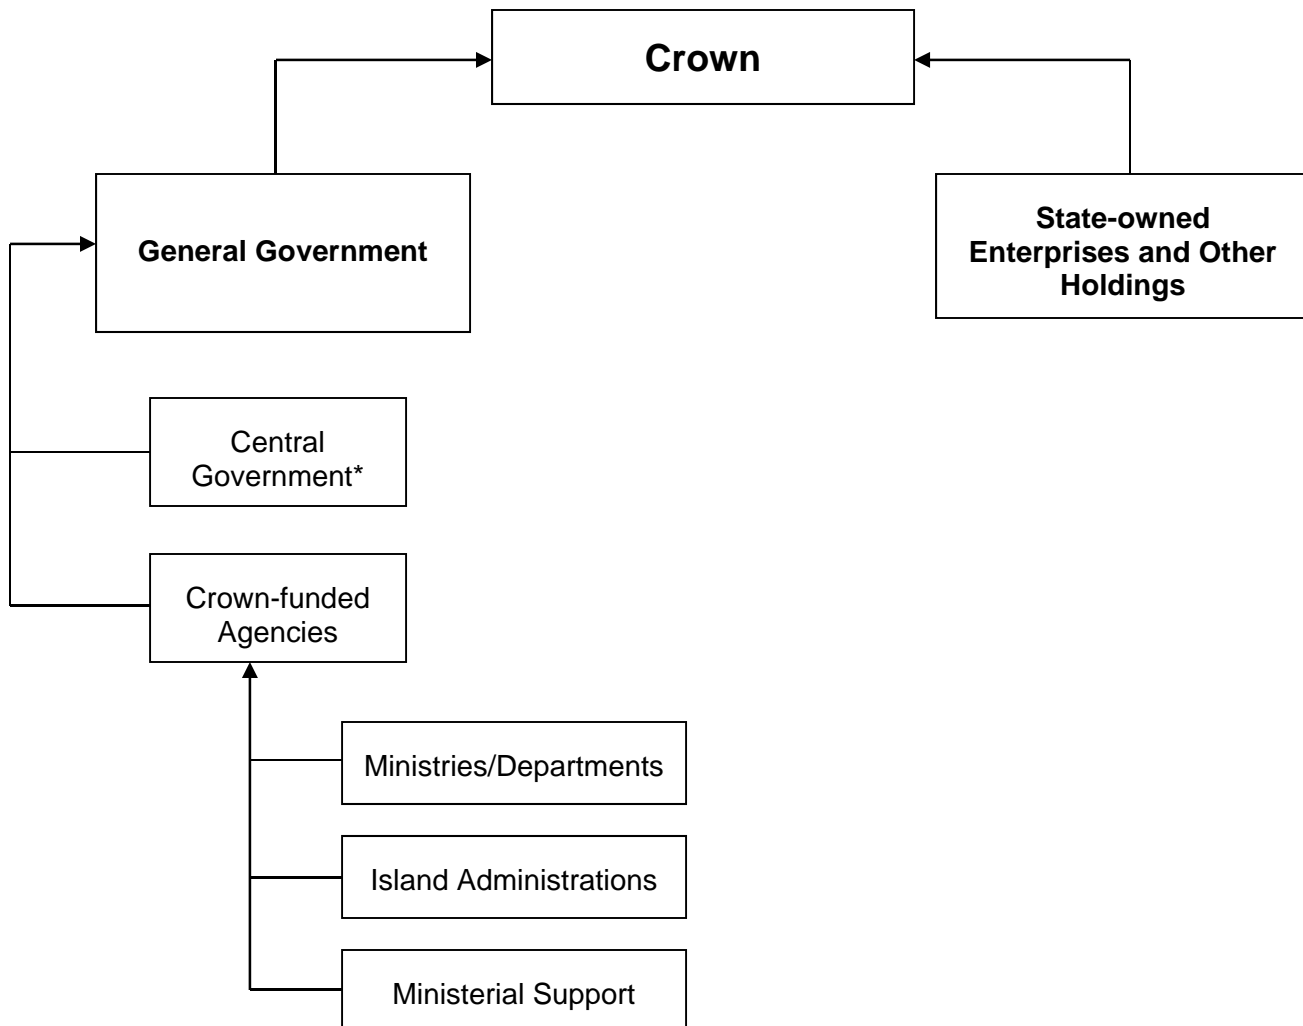 Crown
General Government
State-owned
Enterprises and Other
Holdings
Central
Government*
Crown-funded
Agencies
Ministries/Departments
Island Administrations
Ministerial Support